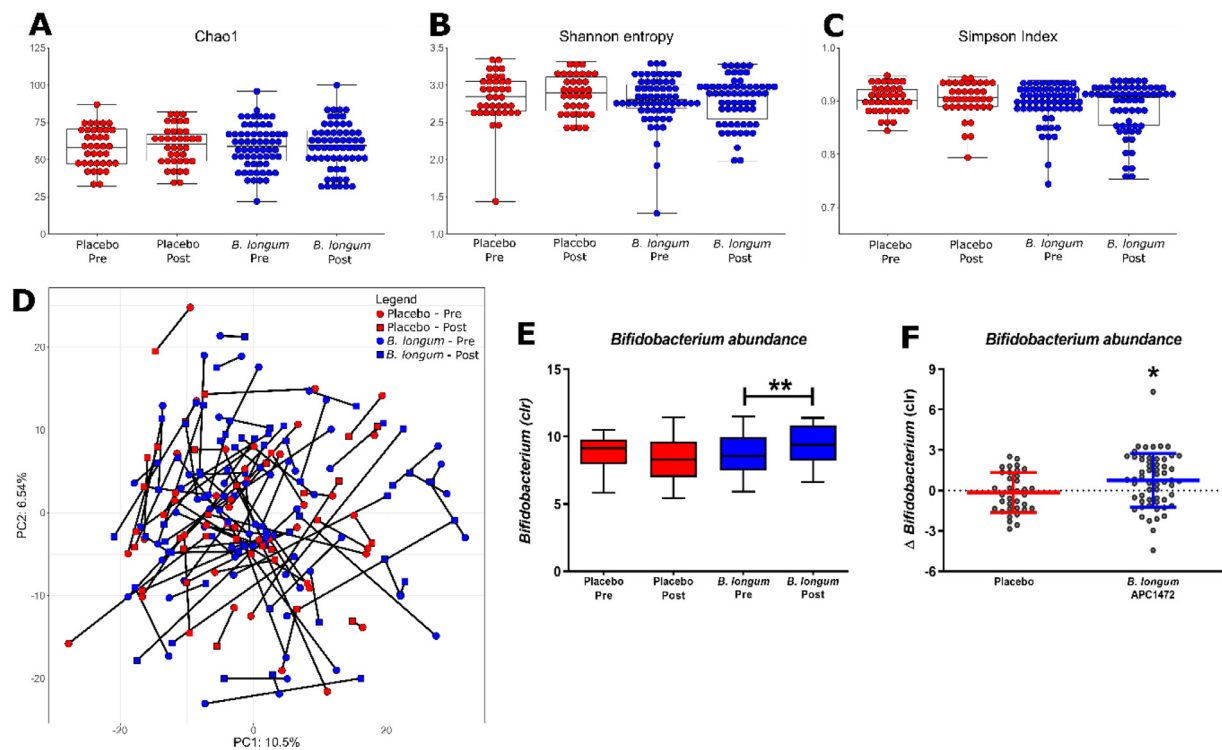 A
Chao1
125
100
75
50
25
0
Placebo
Pre
Placebo
Post
B. longum
Pre
B. longum
Post
B
Shannon entropy
3.5
3.0
2.5
2.0
1.5
1.0
Placebo
Pre
Placebo
Post
B. longum
Pre
B. longum
Post
C
Simpson Index
1.0
0.9
0.8
0.7
Placebo
Pre
Placebo
Post
B. longum
Pre
B. longum
Post
D
Legend
Placebo - Pre
Placebo - Post
B. longum - Pre
B. longum - Post
PC2: 6.54%
20
10
0
-10
-20
-20
0
20
PC1: 10.5%
E
Bifidobacterium abundance
**
Bifidobacterium (clr)
15
10
5
0
Placebo
Pre
Placebo
Post
B. longum
Pre
B. longum
Post
F
Bifidobacterium abundance
*
Δ Bifidobacterium (clr)
9
6
3
0
-3
-6
Placebo
B. longum
APC1472